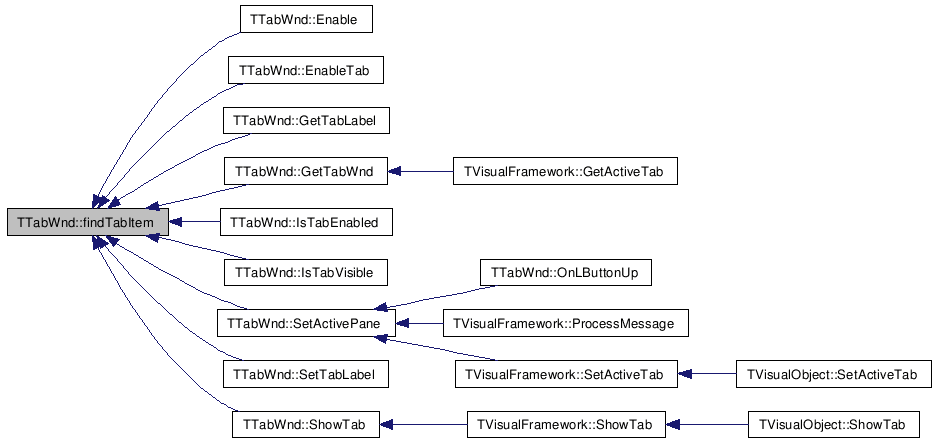 TTabWnd::Enable
TTabWnd::EnableTab
TTabWnd::GetTabLabel
TTabWnd::GetTabWnd
TVisualFramework::GetActiveTab
TTabWnd::findTabItem
TTabWnd::IsTabEnabled
TTabWnd::IsTabVisible
TTabWnd::OnLButtonUp
TTabWnd::SetActivePane
TVisualFramework::ProcessMessage
TTabWnd::SetTabLabel
TVisualFramework::SetActiveTab
TVisualObject::SetActiveTab
TTabWnd::ShowTab
TVisualFramework::ShowTab
TVisualObject::ShowTab